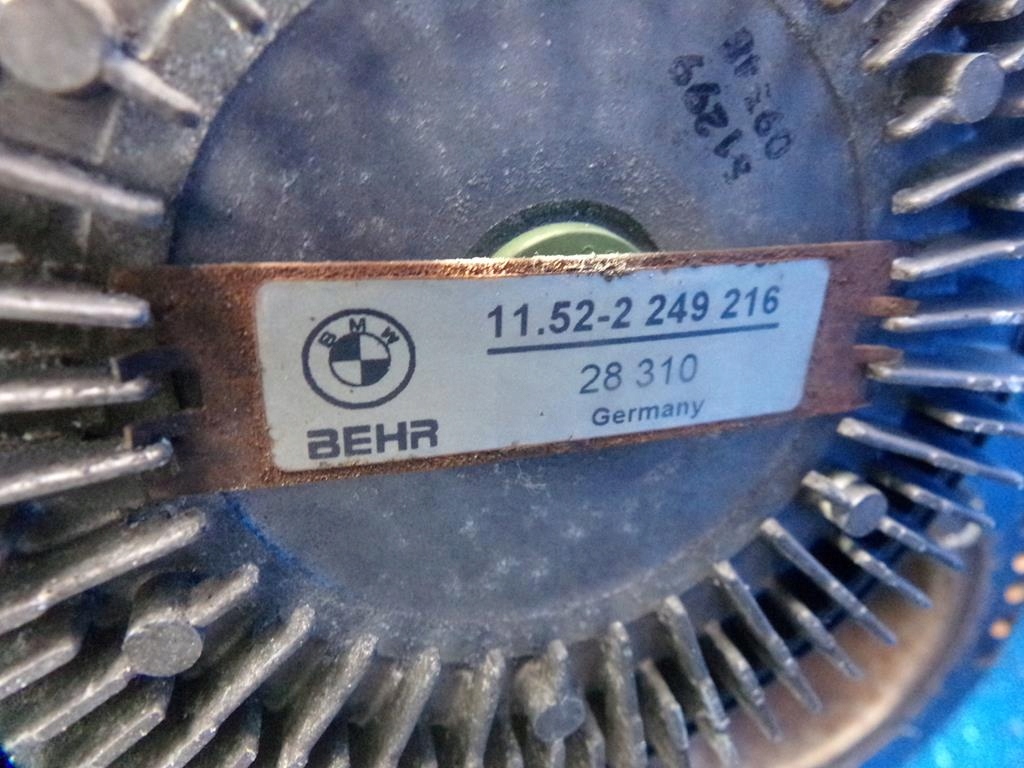 BMW
BEHR
11.52-2 249 216
28 310
Germany